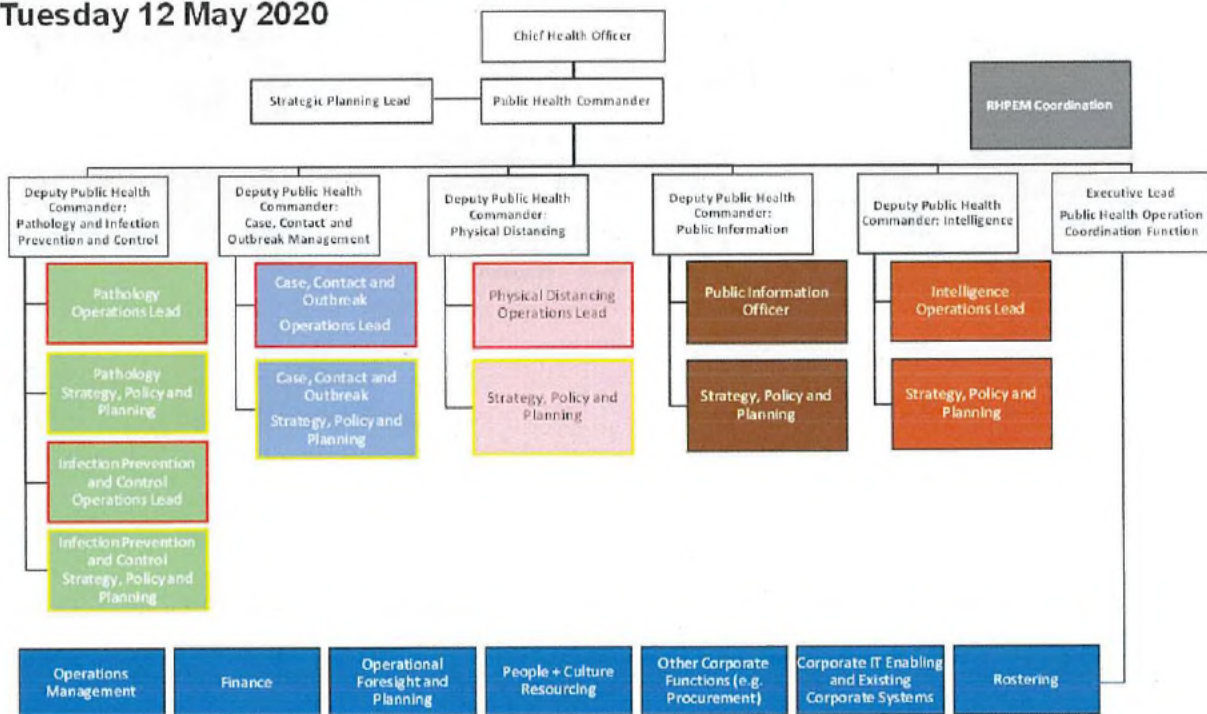 Tuesday 12 May 2020
Chief Health Officer
Strategic Planning Lead
Public Health Commander
RHPEM Coordination
Deputy Public Health
Commander:
Pathology and Infection
Prevention and Control
Deputy Public Health
Commander:
Case, Contact and
Outbreak Management
Deputy Public Health
Commander:
Physical Distancing
Deputy Public Health
Commander:
Public Information
Deputy Public Health
Commander: Intelligence
Executive Lead
Public Health Operation
Coordination Function
Pathology
Operations Lead
Pathology
Strategy, Policy and
Planning
Infection Prevention
and Control
Operations Lead
Infection Prevention
and Control
Strategy, Policy and
Planning
Case, Contact and
Outbreak
Operations Lead
Case, Contact and
Outbreak
Strategy, Policy and
Planning
Physical Distancing
Operations Lead
Strategy, Policy and
Planning
Public Information
Officer
Strategy, Policy and
Planning
Intelligence
Operations Lead
Strategy, Policy and
Planning
Operations
Management
Finance
Operational
Foresight and
Planning
People + Culture
Resourcing
Other Corporate
Functions (e.g.
Procurement)
Corporate IT Enabling
and Existing
Corporate Systems
Rostering